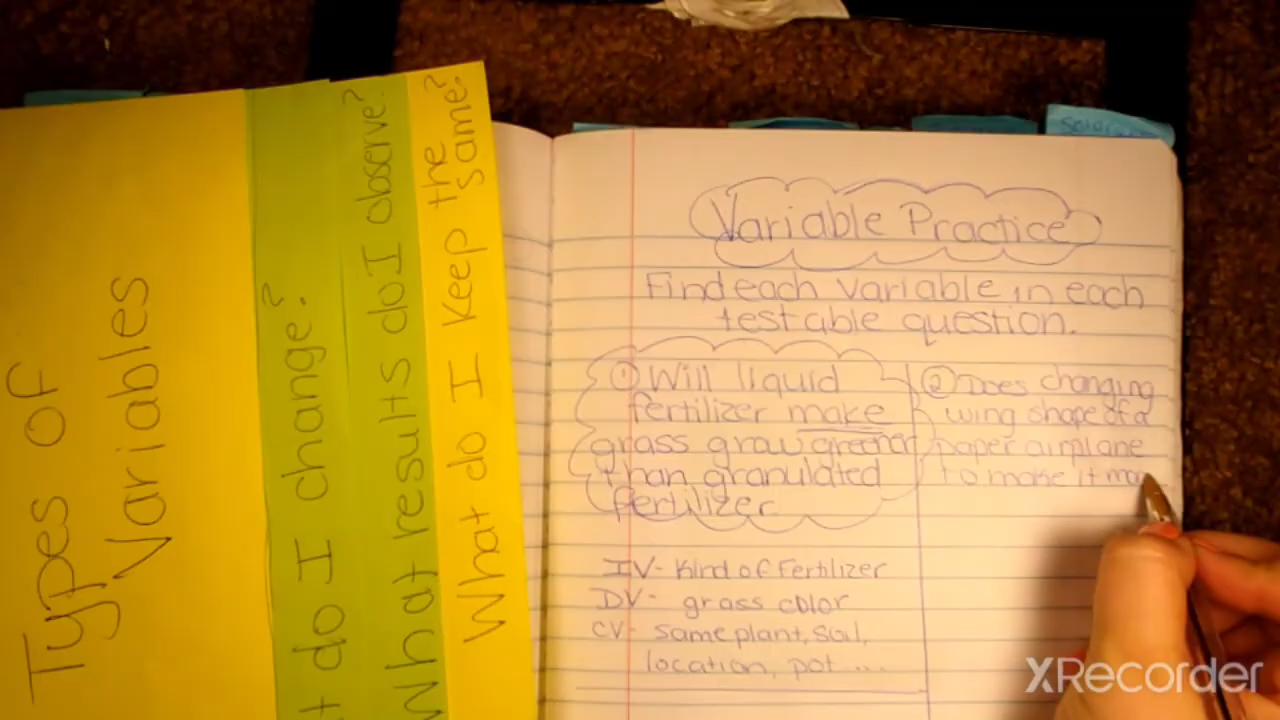 Types of
Variables
t do I change?
What results do I observe?
What do I keep the
same?
Variable Practice
Find each variable in each
testable question.
① Will liquid
fertilizer make
grass grow greener
than granulated
fertilizer
IV- Kind of Fertilizer
DV- grass color
CV- same plant, soil,
location, pot ....
② Does changing
wing shape of a
paper airplane
to make it mo
XRecorder